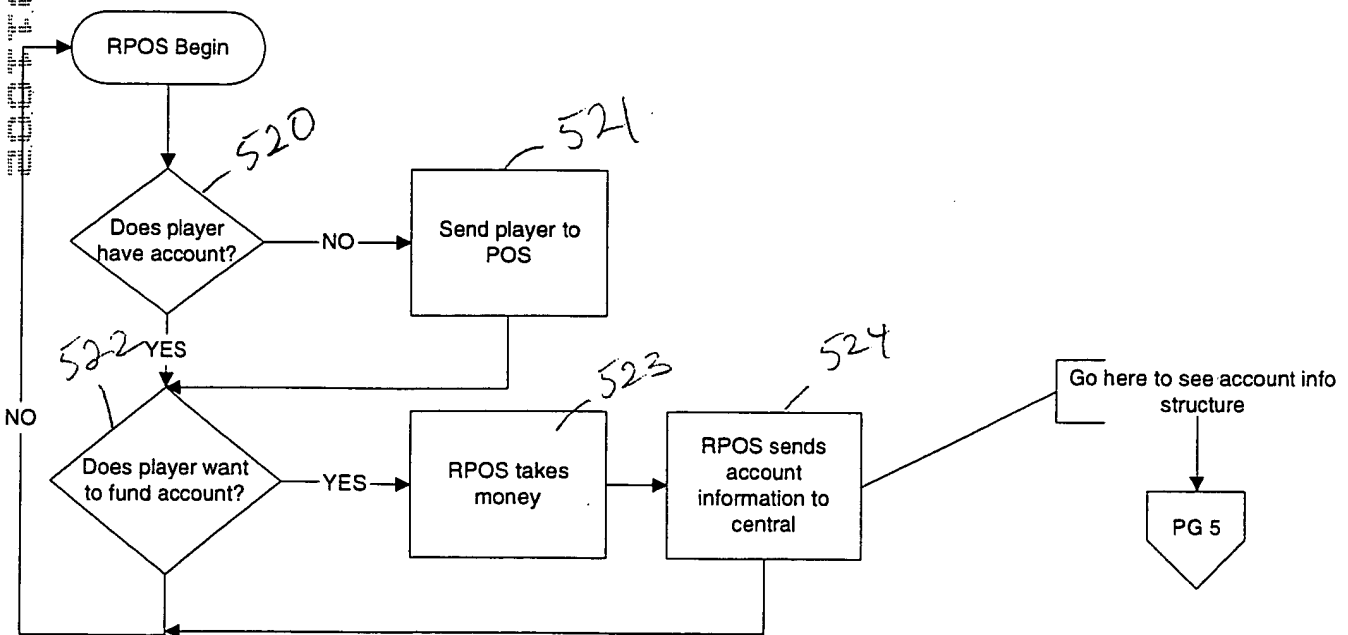 RPOS Begin
520
521
Does player
have account?
NO
Send player to
POS
YES
522
523
524
NO
Does player want
to fund account?
YES
RPOS takes
money
RPOS sends
account
information to
central
Go here to see account info
structure
PG 5